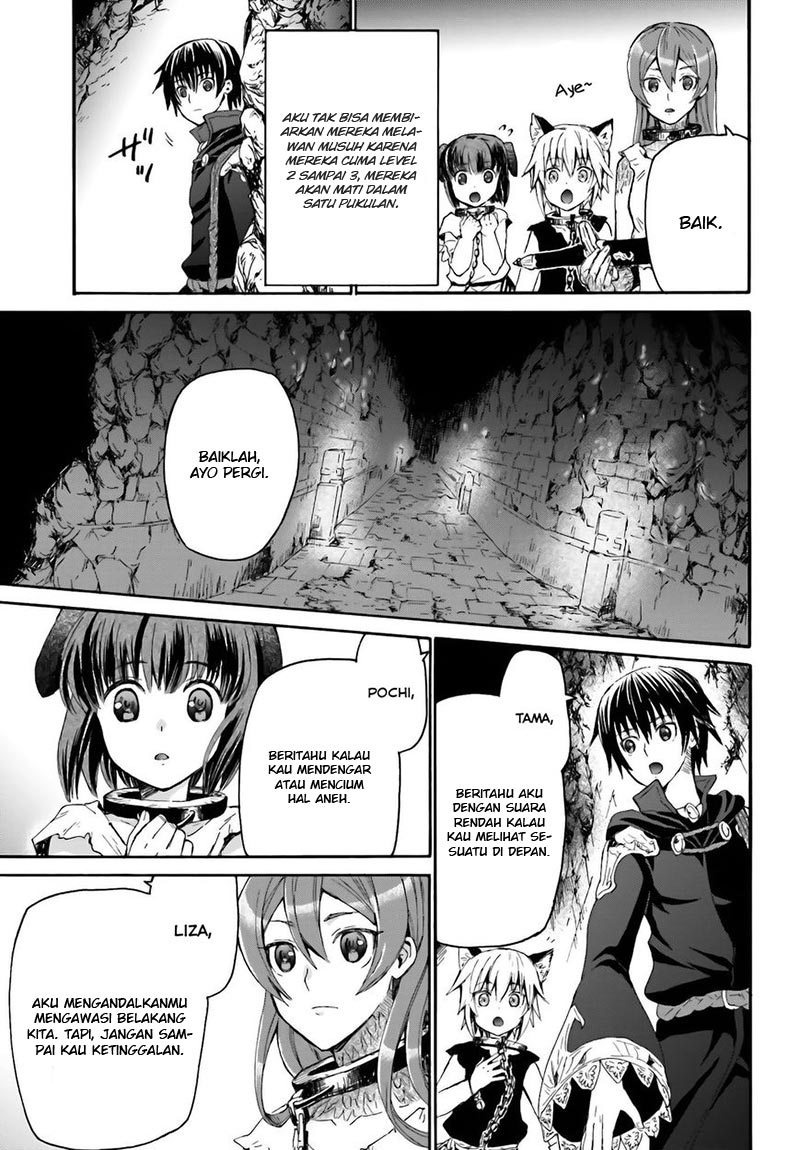 Aye~
BAIK.
AKU TAK BISA MEMBI-
ARKAN MEREKA MELA-
WAN MUSUH KARENA
MEREKA CUMA LEVEL
2 SAMPAI 3, MEREKA
AKAN MATI DALAM
SATU PUKULAN.
BAIKLAH,
AYO PERGI.
TAMA,
BERITAHU AKU
DENGAN SUARA
RENDAH KALAU
KAU MELIHAT SE-
SUATU DI DEPAN.
POCHI,
BERITAHU KALAU
KAU MENDENGAR
ATAU MENCIUM
HAL ANEH.
LIZA,
AKU MENGANDALKANMU
MENGAWASI BELAKANG
KITA. TAPI, JANGAN SAM-
PAI KAU KETINGGALAN.